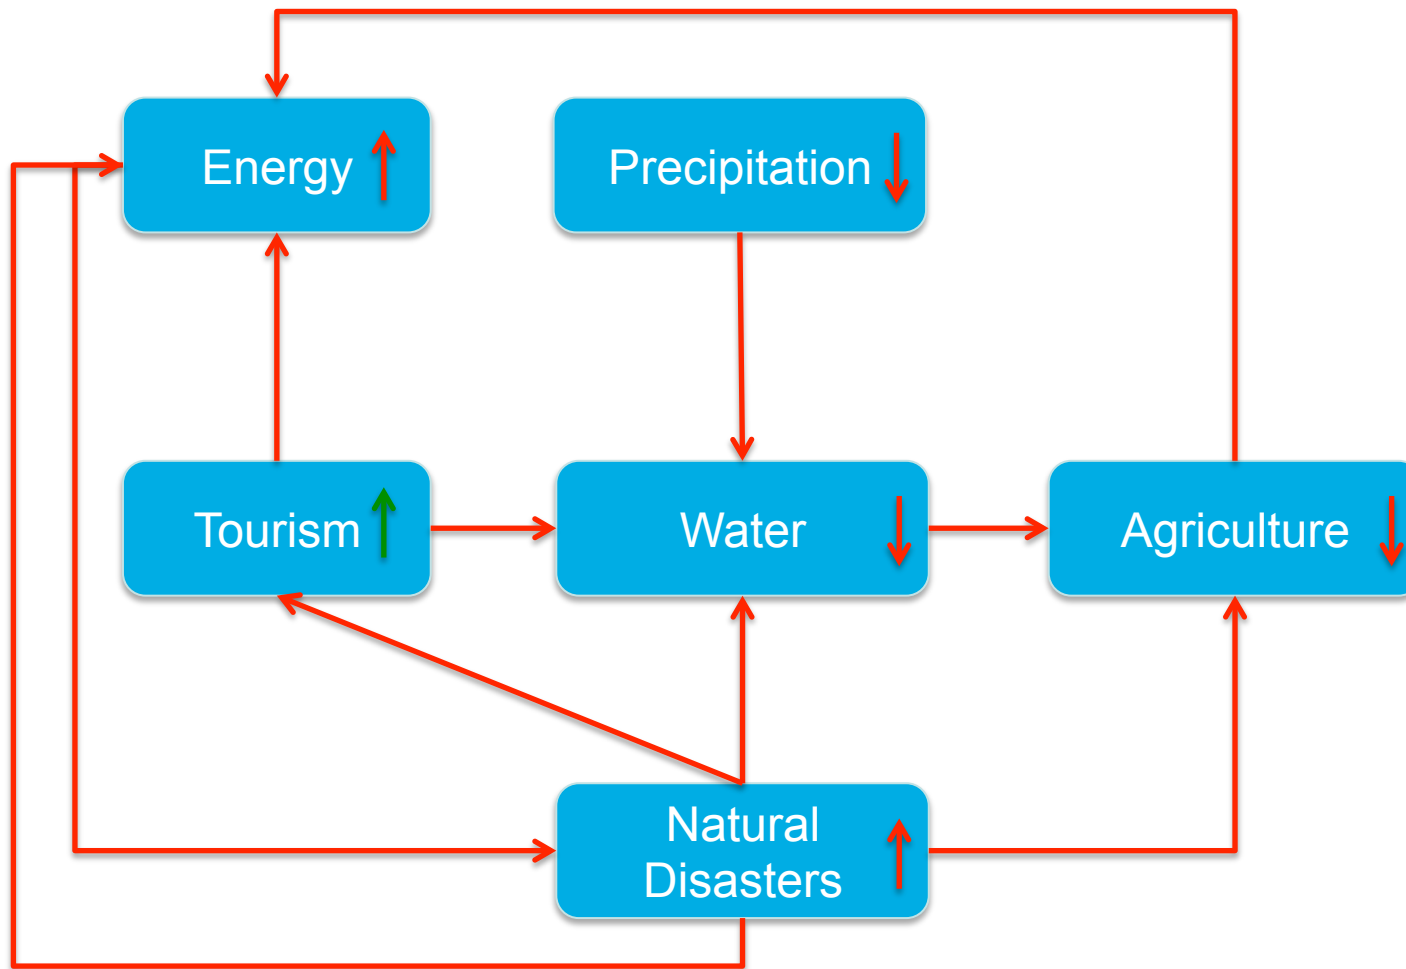 Energy
Precipitation
Tourism
Water
Agriculture
Natural
Disasters